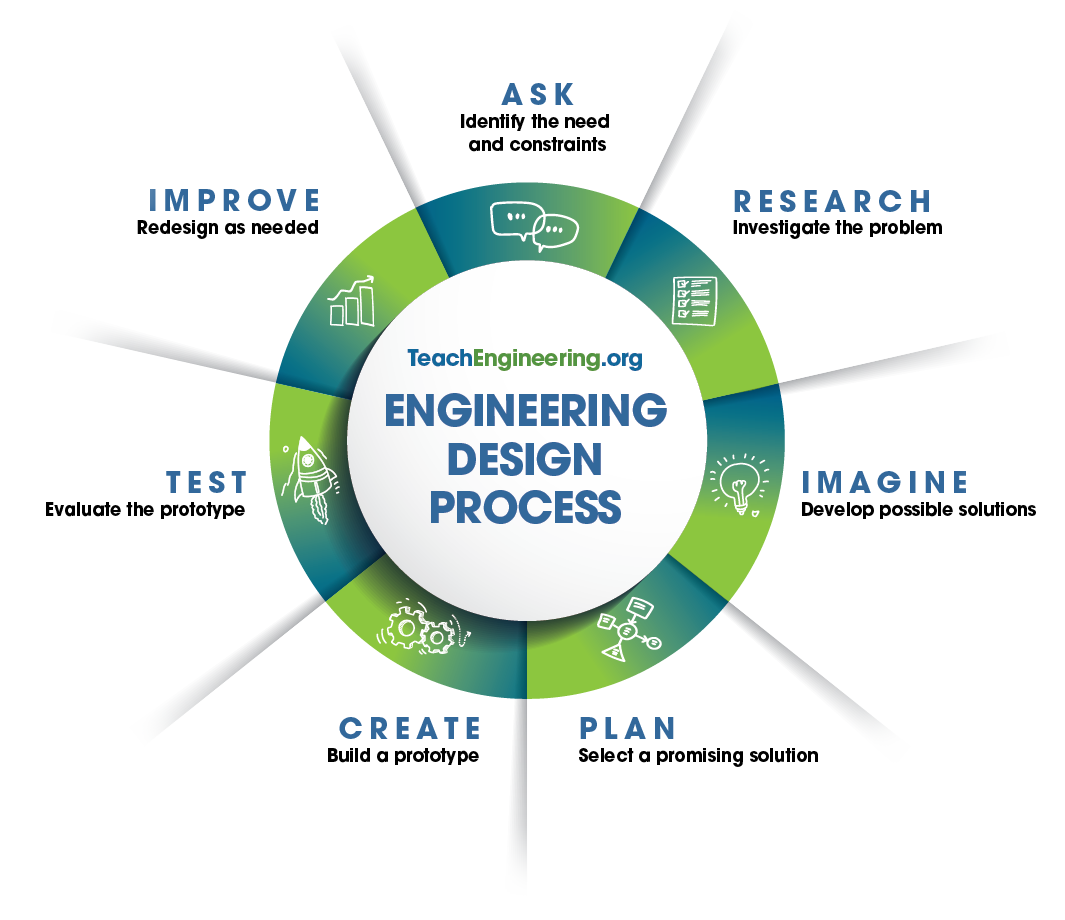 ASK
Identify the need
and constraints
RESEARCH
Investigate the problem
IMAGINE
Develop possible solutions
PLAN
Select a promising solution
CREATE
Build a prototype
TEST
Evaluate the prototype
IMPROVE
Redesign as needed
TeachEngineering.org
ENGINEERING
DESIGN
PROCESS